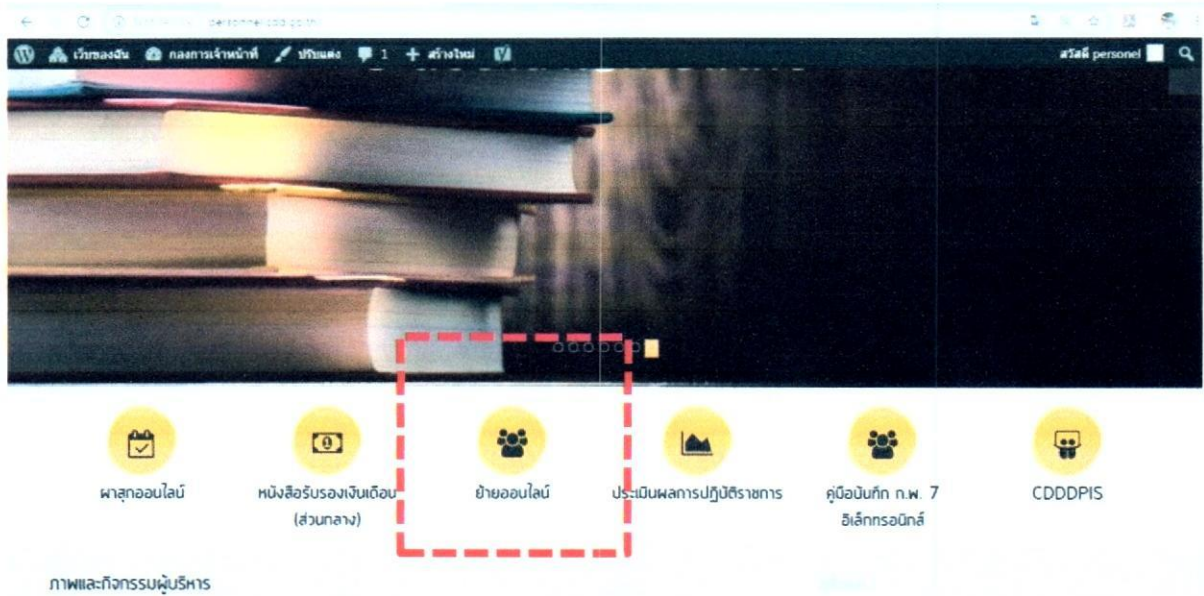 personnel.cdd.go.th
เว็บของฉัน กลองการเจ้าหน้าที่ ปรับแต่ง 1 + สร้างใหม่ สวัสดี personel
ผาสุกออนไลน์ หนังสือรับรองเงินเดือน (ส่วนกลาง) ย้ายออนไลน์ ประเมินผลการปฏิบัติราชการ คู่มือบันทึก ก.พ. 7 อิเล็กทรอนิกส์ CDDDPIS
ภาพและกิจกรรมผู้บริหาร